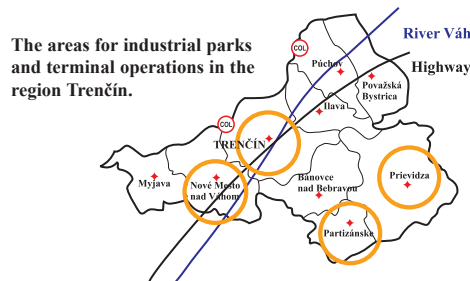 The areas for industrial parks
and terminal operations in the
region Trenčín.
River Váh
Highway
COL
Púchov
Považská
Bystrica
Ilava
COL
TRENČÍN
Myjava
Nové Mesto
nad Váhom
Bánovce
nad Bebravou
Prievidza
Partizánske